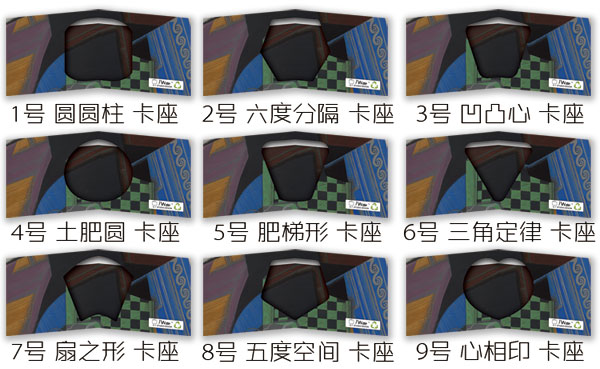 1号 圆圆柱 卡座
2号 六度分隔 卡座
3号 凹凸心 卡座
4号 土肥圆 卡座
5号 肥梯形 卡座
6号 三角定律 卡座
7号 扇之形 卡座
8号 五度空间 卡座
9号 心相印 卡座